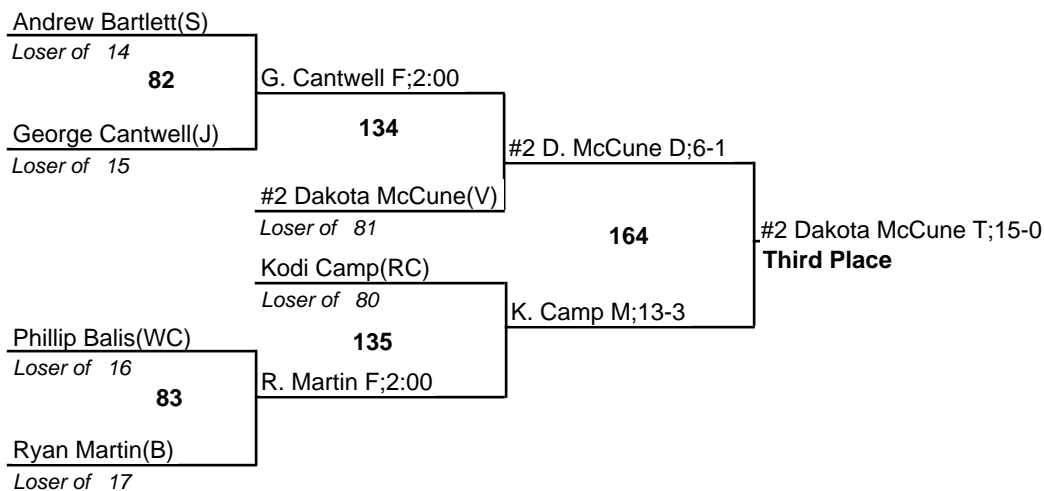 Andrew Bartlett(S)
Loser of 14
82
G. Cantwell F;2:00
George Cantwell(J)
Loser of 15
134
#2 D. McCune D;6-1
#2 Dakota McCune(V)
Loser of 81
164
#2 Dakota McCune T;15-0
Third Place
Kodi Camp(RC)
Loser of 80
K. Camp M;13-3
135
Phillip Balis(WC)
Loser of 16
83
R. Martin F;2:00
Ryan Martin(B)
Loser of 17